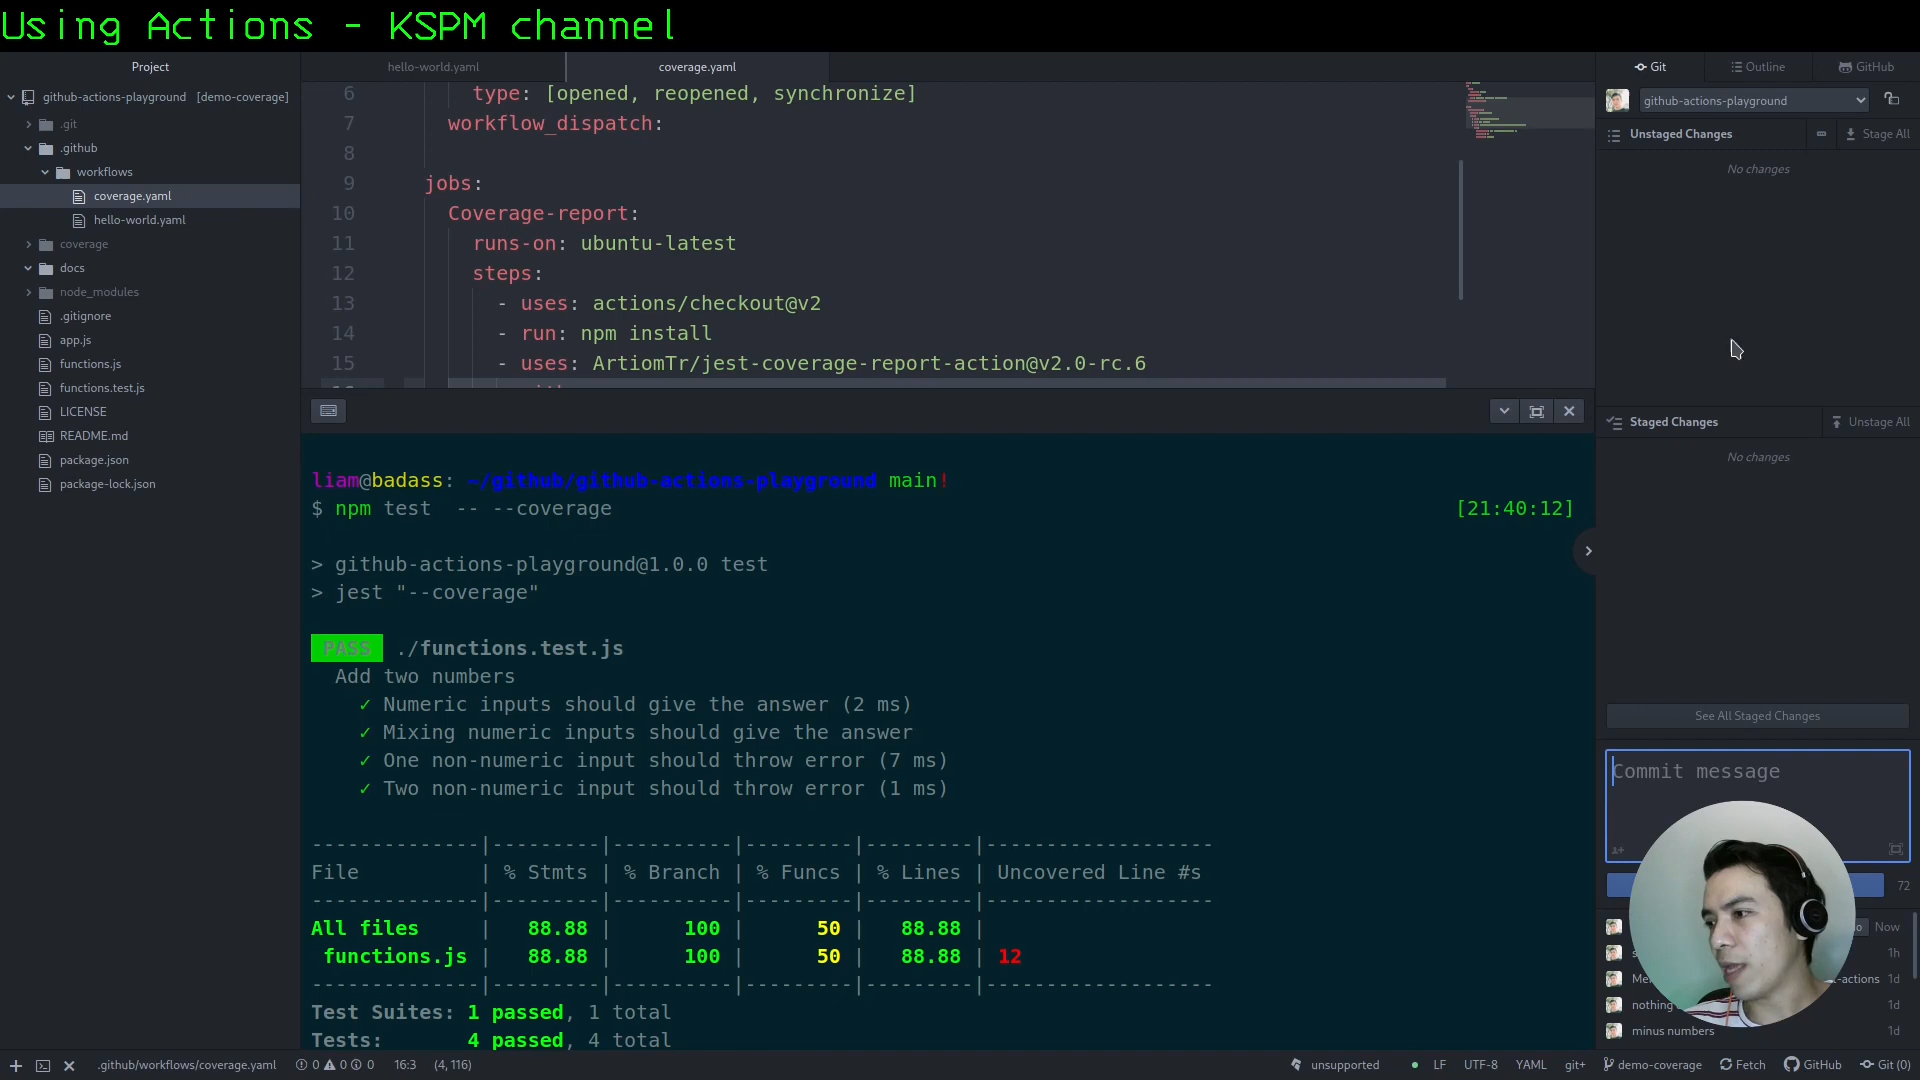 Using Actions - KSPM channel
Project
github-actions-playground [demo-coverage]
.git
.github
workflows
coverage.yaml
hello-world.yaml
coverage
docs
node_modules
.gitignore
app.js
functions.js
functions.test.js
LICENSE
README.md
package.json
package-lock.json
hello-world.yaml
coverage.yaml
6 type: [opened, reopened, synchronize]
7 workflow_dispatch:
8
9 jobs:
10 Coverage-report:
11 runs-on: ubuntu-latest
12 steps:
13 - uses: actions/checkout@v2
14 - run: npm install
15 - uses: ArtiomTr/jest-coverage-report-action@v2.0-rc.6
liam@badass: ~/github/github-actions-playground main!
$ npm test -- --coverage [21:40:12]
> github-actions-playground@1.0.0 test
> jest "--coverage"
PASS ./functions.test.js
Add two numbers
✓ Numeric inputs should give the answer (2 ms)
✓ Mixing numeric inputs should give the answer
✓ One non-numeric input should throw error (7 ms)
✓ Two non-numeric input should throw error (1 ms)
--------------|---------|----------|---------|---------|-------------------
File | % Stmts | % Branch | % Funcs | % Lines | Uncovered Line #s
--------------|---------|----------|---------|---------|-------------------
All files | 88.88 | 100 | 50 | 88.88 |
functions.js | 88.88 | 100 | 50 | 88.88 | 12
--------------|---------|----------|---------|---------|-------------------
Test Suites: 1 passed, 1 total
Tests: 4 passed, 4 total
Git
Outline
GitHub
github-actions-playground
Unstaged Changes
Stage All
No changes
Staged Changes
Unstage All
No changes
See All Staged Changes
Commit message
72
Now
1h
-actions 1d
nothing 1d
minus numbers 1d
.github/workflows/coverage.yaml 0 0 0 16:3 (4, 116)
unsupported LF UTF-8 YAML git+ demo-coverage Fetch GitHub Git (0)